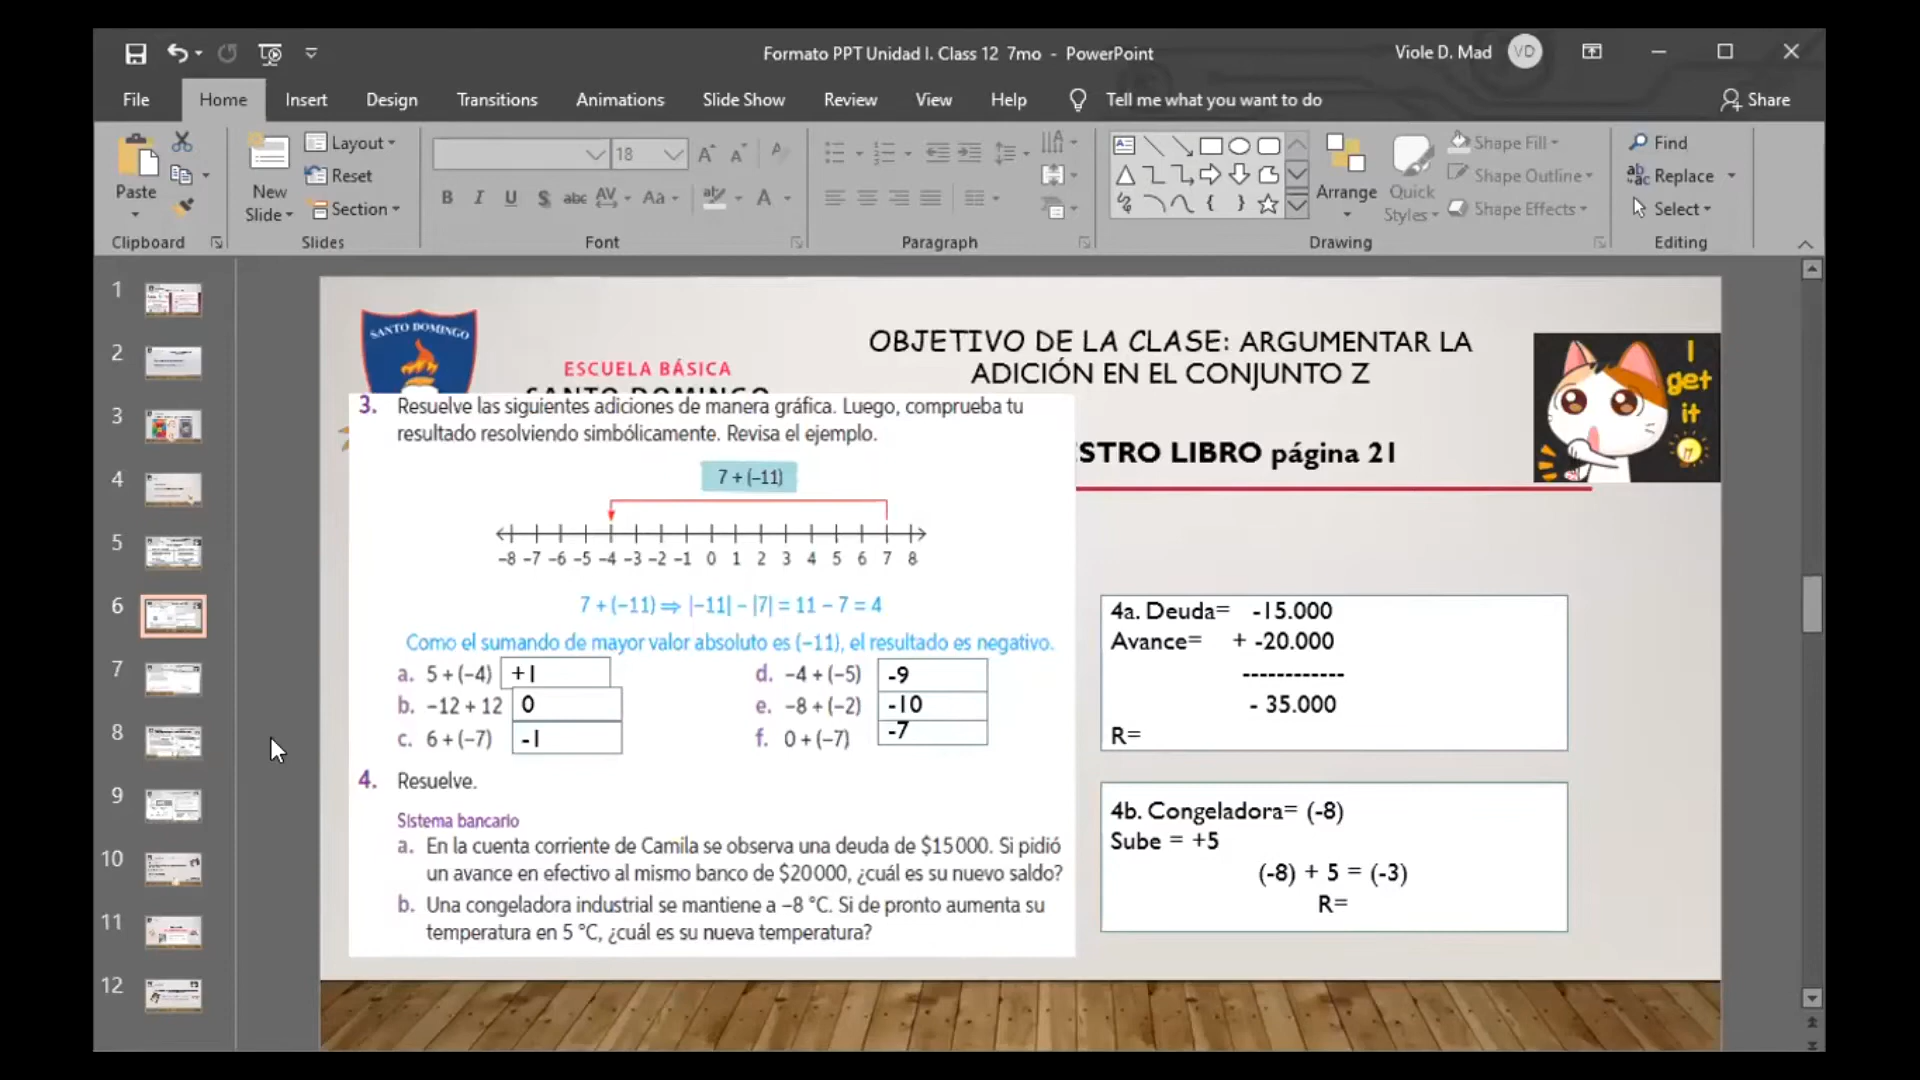 Formato PPT Unidad I. Class 12 7mo - PowerPoint
Viole D. Mad VD
File Home Insert Design Transitions Animations Slide Show Review View Help Tell me what you want to do Share
Paste
New Slide
Layout
Reset
Section
18
B I U S abc AV Aa A
Arrange
Quick Styles
Shape Fill
Shape Outline
Shape Effects
Find
Replace
Select
Clipboard Slides Font Paragraph Drawing Editing
1
2
3
4
5
6
7
8
9
10
11
12
SANTO DOMINGO
ESCUELA BÁSICA
SANTO DOMINGO
OBJETIVO DE LA CLASE: ARGUMENTAR LA
ADICIÓN EN EL CONJUNTO Z
STRO LIBRO página 21
I
get
it
3. Resuelve las siguientes adiciones de manera gráfica. Luego, comprueba tu
resultado resolviendo simbólicamente. Revisa el ejemplo.
7 + (–11)
-8 -7 -6 -5 -4 -3 -2 -1 0 1 2 3 4 5 6 7 8
7 + (–11) ⇒ |–11| – |7| = 11 – 7 = 4
Como el sumando de mayor valor absoluto es (–11), el resultado es negativo.
a. 5 + (–4) +1
b. –12 + 12 0
c. 6 + (–7) -1
d. –4 + (–5) -9
e. –8 + (–2) -10
f. 0 + (–7) -7
4. Resuelve.
Sistema bancario
a. En la cuenta corriente de Camila se observa una deuda de $15 000. Si pidió
un avance en efectivo al mismo banco de $20 000, ¿cuál es su nuevo saldo?
b. Una congeladora industrial se mantiene a –8 °C. Si de pronto aumenta su
temperatura en 5 °C, ¿cuál es su nueva temperatura?
4a. Deuda= -15.000
Avance= + -20.000
------------
- 35.000
R=
4b. Congeladora= (-8)
Sube = +5
(-8) + 5 = (-3)
R=